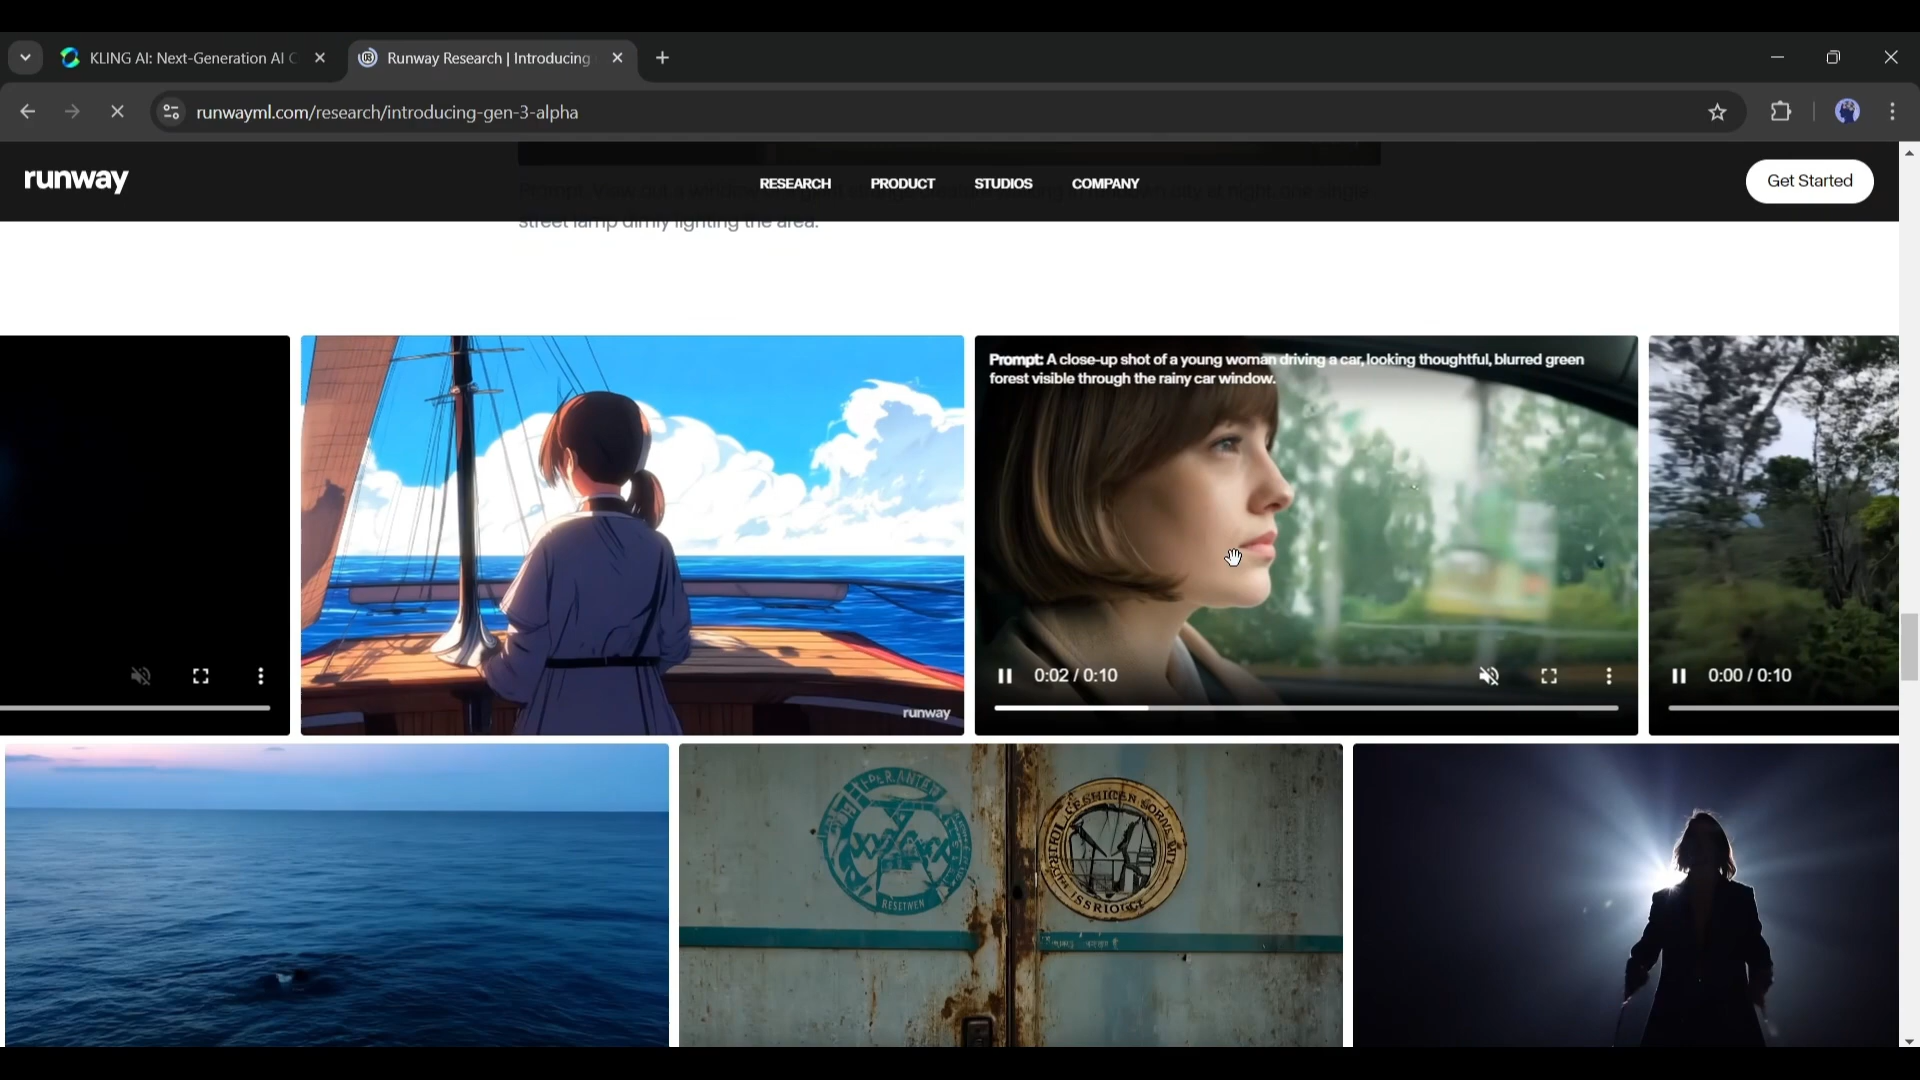 KLING AI: Next-Generation AI C
Runway Research | Introducing
runwayml.com/research/introducing-gen-3-alpha
runway
RESEARCH
PRODUCT
STUDIOS
COMPANY
Get Started
street lamp dimly lighting the area.
Prompt: A close-up shot of a young woman driving a car, looking thoughtful, blurred green
forest visible through the rainy car window.
0:02 / 0:10
0:00 / 0:10
runway
RESETWEN